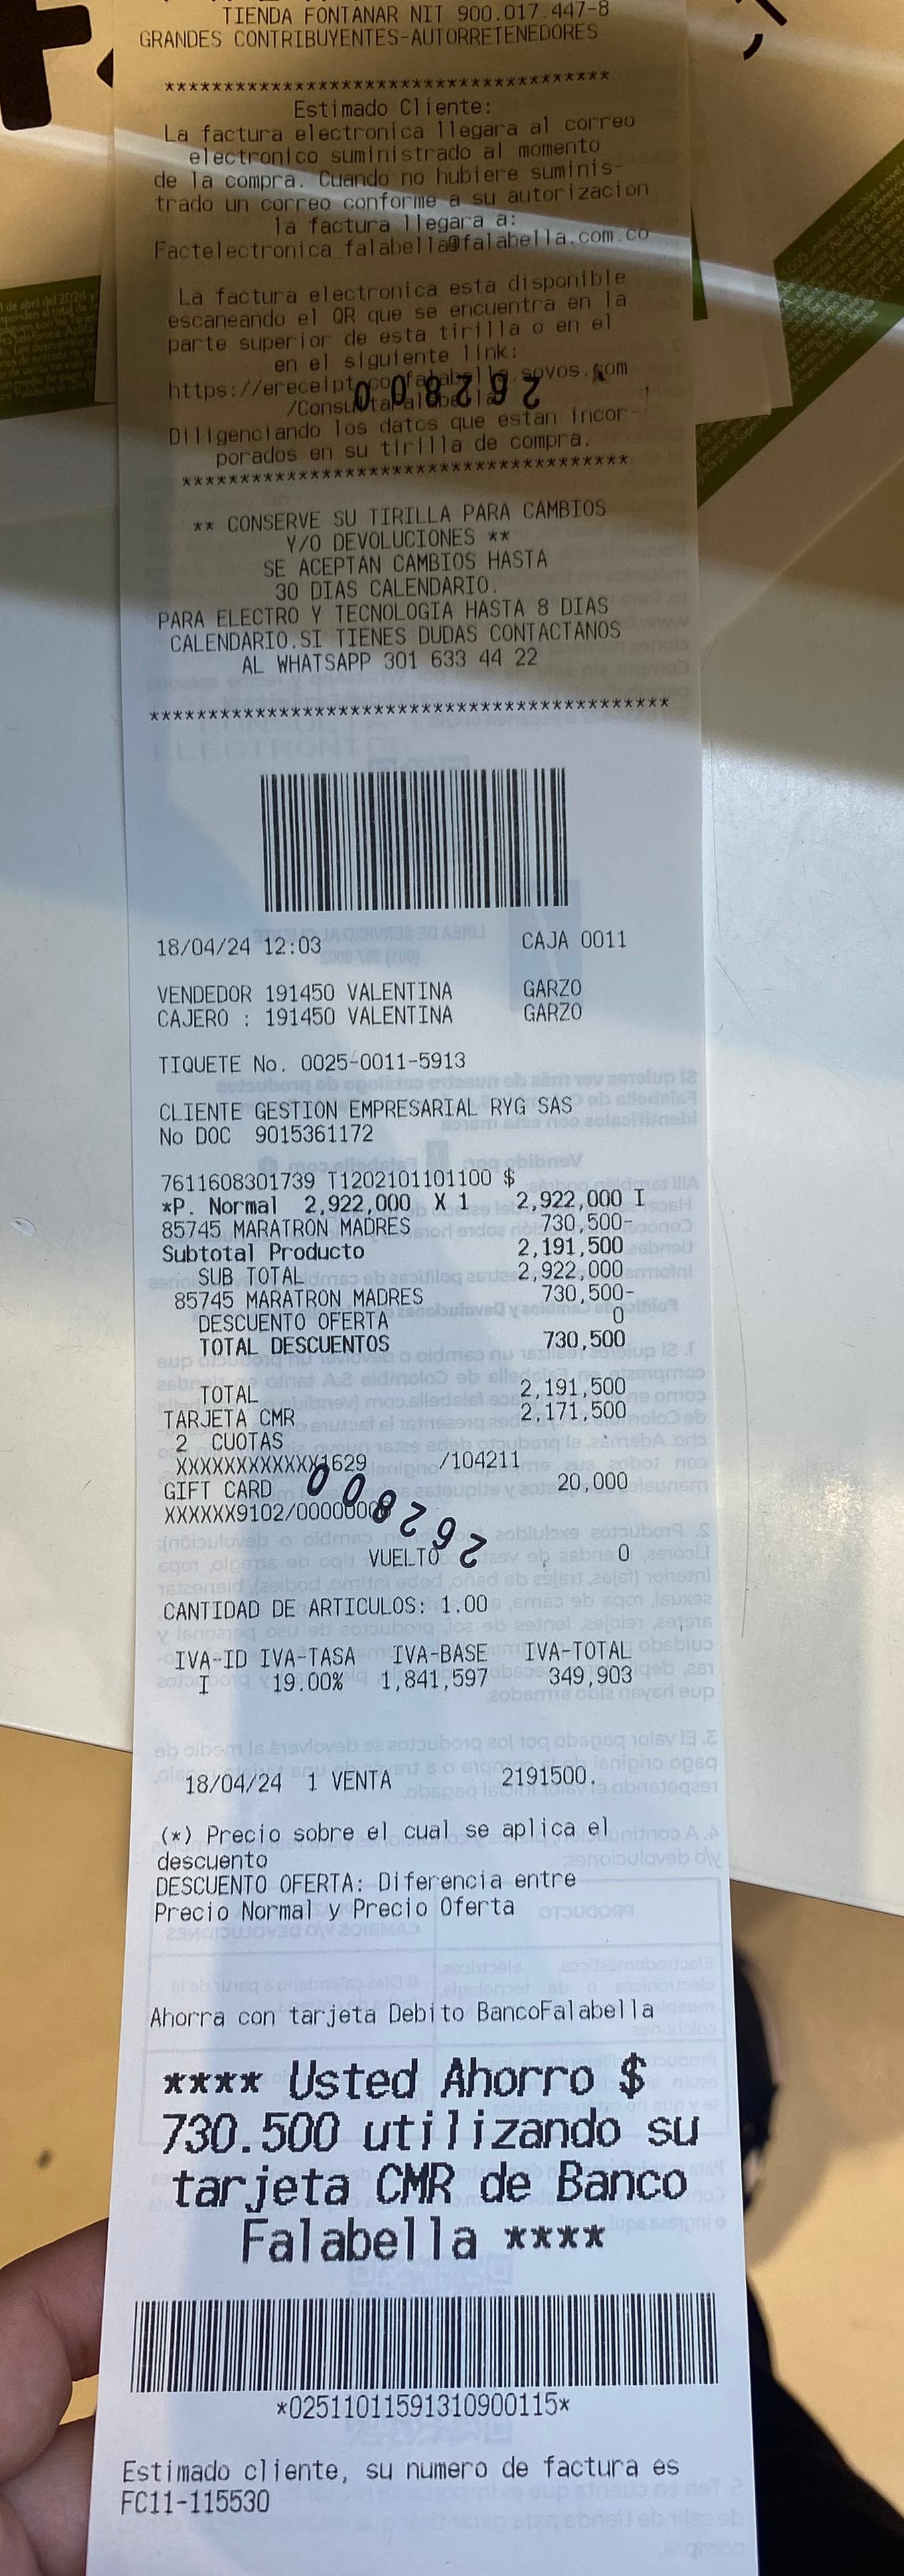 TIENDA FONTANAR NIT 900.017.447-8
GRANDES CONTRIBUYENTES-AUTORRETENEDORES
**************************************
Estimado Cliente:
La factura electronica llegara al correo
electronico suministrado al momento
de la compra. Cuando no hubiere suminis-
trado un correo conforme a su autorizacion
la factura llegara a:
Factelectronica_falabella@falabella.com.co
La factura electronica esta disponible
escaneando el QR que se encuentra en la
parte superior de esta tirilla o en el
en el siguiente link:
https://ereceipt.co
.sovos.com
262800
Diligenciando los datos que estan incor-
porados en su tirilla de compra.
**************************************
** CONSERVE SU TIRILLA PARA CAMBIOS
Y/O DEVOLUCIONES **
SE ACEPTAN CAMBIOS HASTA
30 DIAS CALENDARIO.
PARA ELECTRO Y TECNOLOGIA HASTA 8 DIAS
CALENDARIO.SI TIENES DUDAS CONTACTANOS
AL WHATSAPP 301 633 44 22
********************************************
18/04/24 12:03 CAJA 0011
VENDEDOR 191450 VALENTINA GARZO
CAJERO : 191450 VALENTINA GARZO
TIQUETE No. 0025-0011-5913
CLIENTE GESTION EMPRESARIAL RYG SAS
No DOC 9015361172
7611608301739 T1202101101100 $
*P. Normal 2,922,000 X 1 2,922,000 I
85745 MARATRON MADRES 730,500-
Subtotal Producto 2,191,500
SUB TOTAL 2,922,000
85745 MARATRON MADRES 730,500-
DESCUENTO OFERTA 0
TOTAL DESCUENTOS 730,500
TOTAL 2,191,500
TARJETA CMR 2,171,500
2 CUOTAS
XXXXXXXXXXXX1629 /104211
GIFT CARD 20,000
XXXXXX9102/00000000
262800
VUELTO 0
CANTIDAD DE ARTICULOS: 1.00
IVA-ID IVA-TASA IVA-BASE IVA-TOTAL
I 19.00% 1,841,597 349,903
18/04/24 1 VENTA 2191500.
(*) Precio sobre el cual se aplica el
descuento
DESCUENTO OFERTA: Diferencia entre
Precio Normal y Precio Oferta
Ahorra con tarjeta Debito BancoFalabella
**** Usted Ahorro $
730.500 utilizando su
tarjeta CMR de Banco
Falabella ****
*02511011591310900115*
Estimado cliente, su numero de factura es
FC11-115530